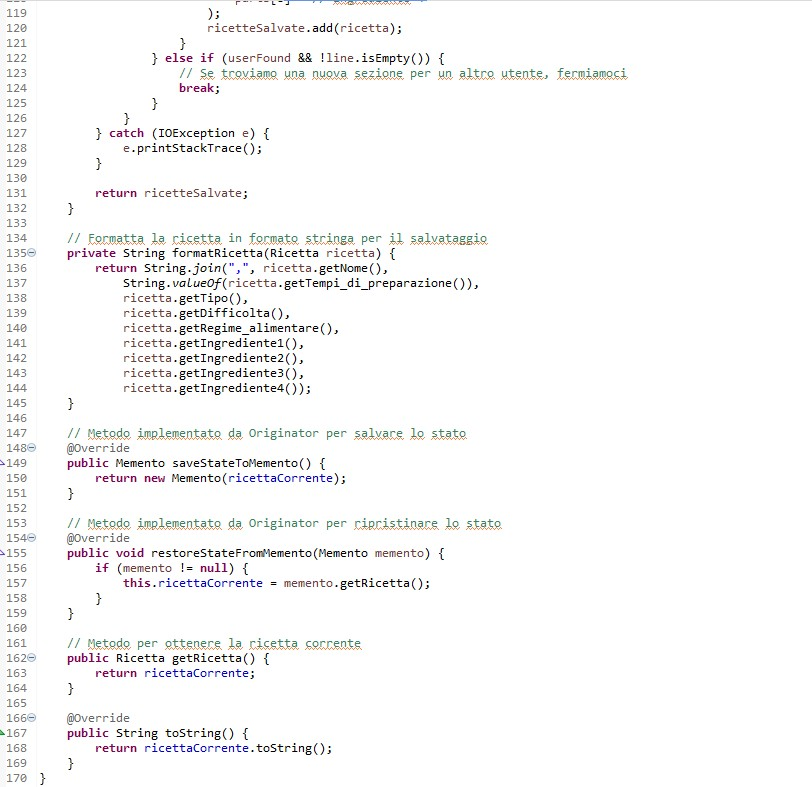 119 );
120 ricetteSalvate.add(ricetta);
121 }
122 } else if (userFound && !line.isEmpty()) {
123 // Se troviamo una nuova sezione per un altro utente, fermiamoci
124 break;
125 }
126 }
127 } catch (IOException e) {
128 e.printStackTrace();
129 }
130
131 return ricetteSalvate;
132 }
133
134 // Formatta la ricetta in formato stringa per il salvataggio
135 private String formatRicetta(Ricetta ricetta) {
136 return String.join(",", ricetta.getNome(),
137 String.valueOf(ricetta.getTempi_di_preparazione()),
138 ricetta.getTipo(),
139 ricetta.getDifficolta(),
140 ricetta.getRegime_alimentare(),
141 ricetta.getIngrediente1(),
142 ricetta.getIngrediente2(),
143 ricetta.getIngrediente3(),
144 ricetta.getIngrediente4());
145 }
146
147 // Metodo implementato da Originator per salvare lo stato
148 @Override
149 public Memento saveStateToMemento() {
150 return new Memento(ricettaCorrente);
151 }
152
153 // Metodo implementato da Originator per ripristinare lo stato
154 @Override
155 public void restoreStateFromMemento(Memento memento) {
156 if (memento != null) {
157 this.ricettaCorrente = memento.getRicetta();
158 }
159 }
160
161 // Metodo per ottenere la ricetta corrente
162 public Ricetta getRicetta() {
163 return ricettaCorrente;
164 }
165
166 @Override
167 public String toString() {
168 return ricettaCorrente.toString();
169 }
170 }